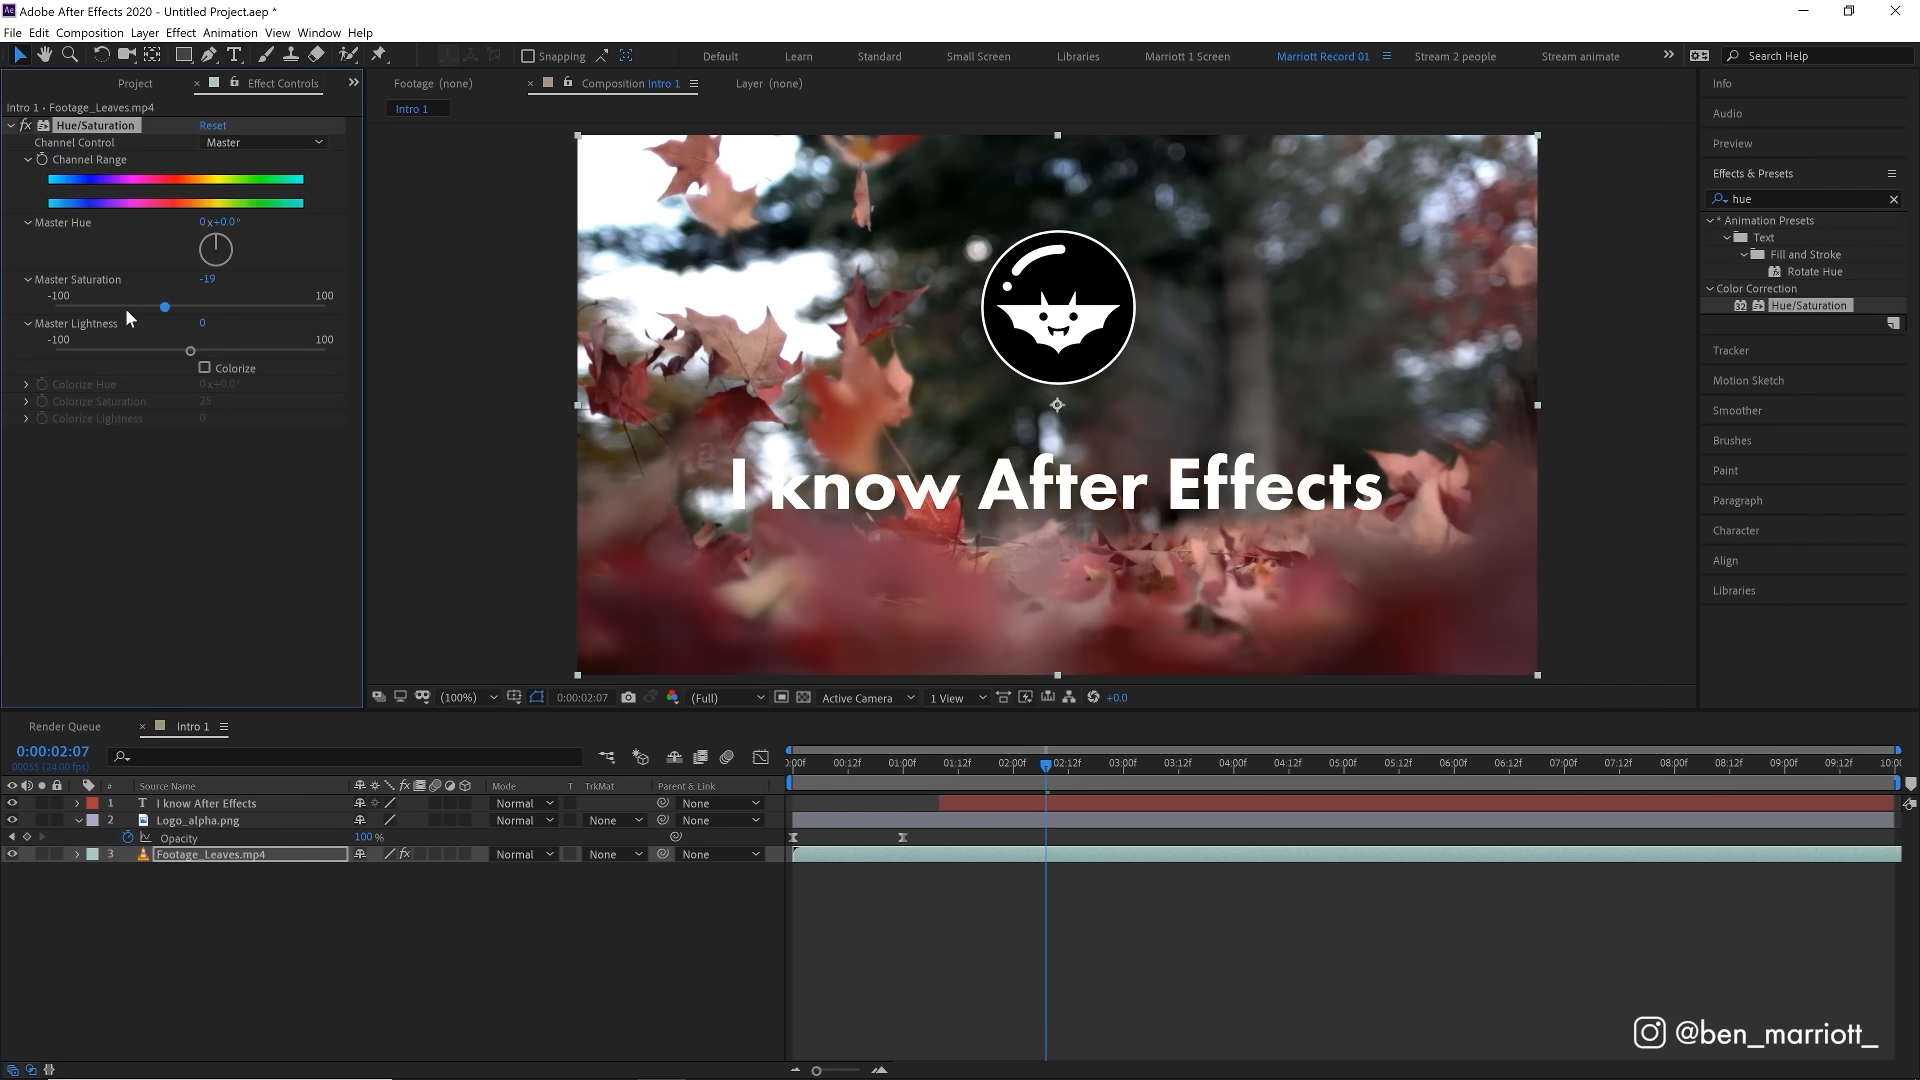 Adobe After Effects 2020 - Untitled Project.aep *
File Edit Composition Layer Effect Animation View Window Help
Snapping Default Learn Standard Small Screen Libraries Marriott 1 Screen Marriott Record 01 Stream 2 people Stream animate Search Help
Project Effect Controls Footage (none) Composition Intro 1 Layer (none)
Intro 1 • Footage_Leaves.mp4
Intro 1
fx Hue/Saturation Reset
Channel Control Master
Channel Range
Master Hue 0x+0.0°
Master Saturation -19
-100 100
Master Lightness 0
-100 100
Colorize
Colorize Hue 0x+0.0°
Colorize Saturation 25
Colorize Lightness 0
I know After Effects
(100%) 0:00:02:07 (Full) Active Camera 1 View +0.0
Info
Audio
Preview
Effects & Presets
hue
* Animation Presets
Text
Fill and Stroke
Rotate Hue
Color Correction
32 Hue/Saturation
Tracker
Motion Sketch
Smoother
Brushes
Paint
Paragraph
Character
Align
Libraries
Render Queue Intro 1
0:00:02:07
00055 (24.00 fps)
:00f 00:12f 01:00f 01:12f 02:00f 02:12f 03:00f 03:12f 04:00f 04:12f 05:00f 05:12f 06:00f 06:12f 07:00f 07:12f 08:00f 08:12f 09:00f 09:12f 10:0
# Source Name fx Mode T TrkMat Parent & Link
1 T I know After Effects Normal None
2 Logo_alpha.png Normal None None
Opacity 100 %
3 Footage_Leaves.mp4 fx Normal None None
@ben_marriott_